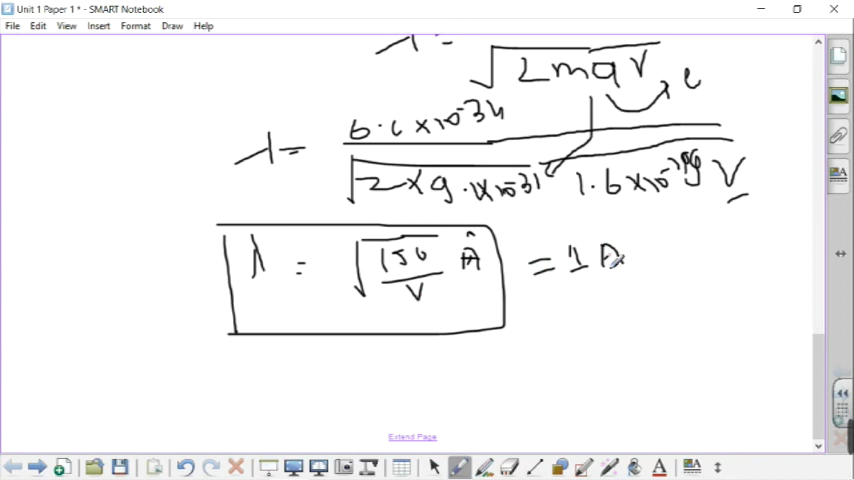 Unit 1 Paper 1 * - SMART Notebook
File Edit View Insert Format Draw Help
λ =
√2mqV
e
λ = 6.6×10⁻³⁴
√2×9.1×10⁻³¹ 1.6×10⁻¹⁹ V
λ = √150/V Å = 1 A
Extend Page